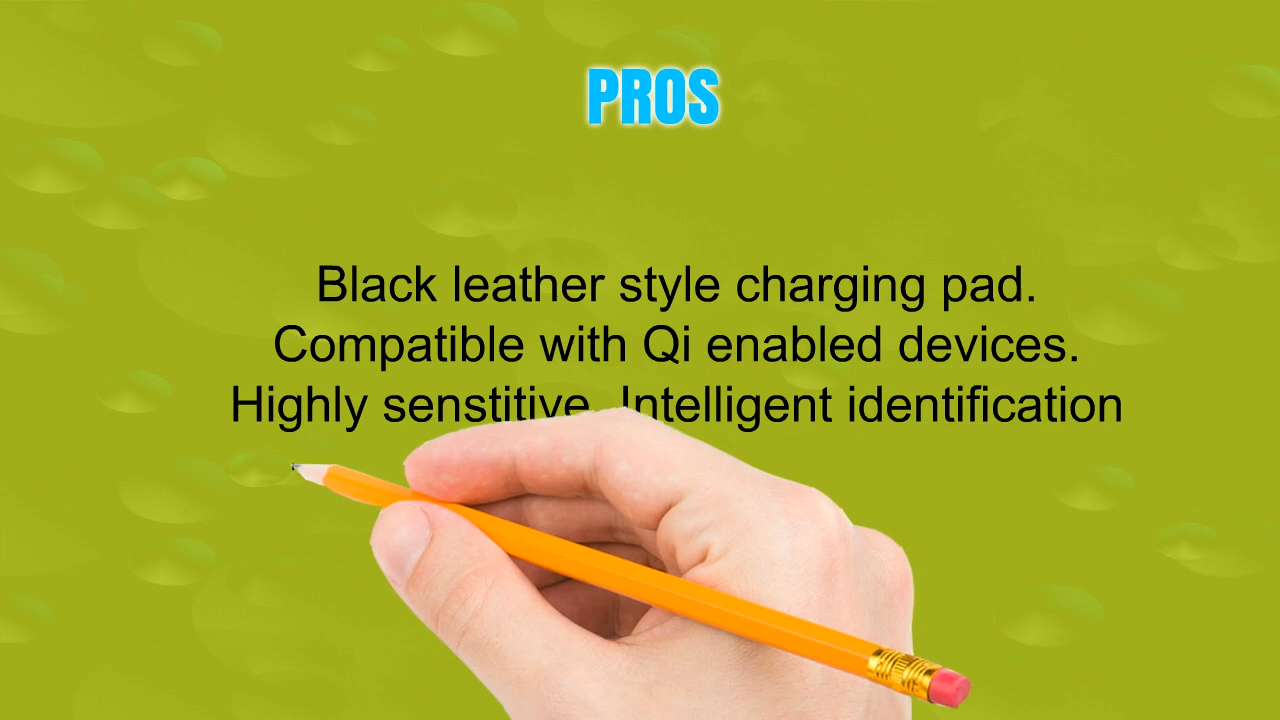 PROS
Black leather style charging pad.
Compatible with Qi enabled devices.
Highly senstitive. Intelligent identification